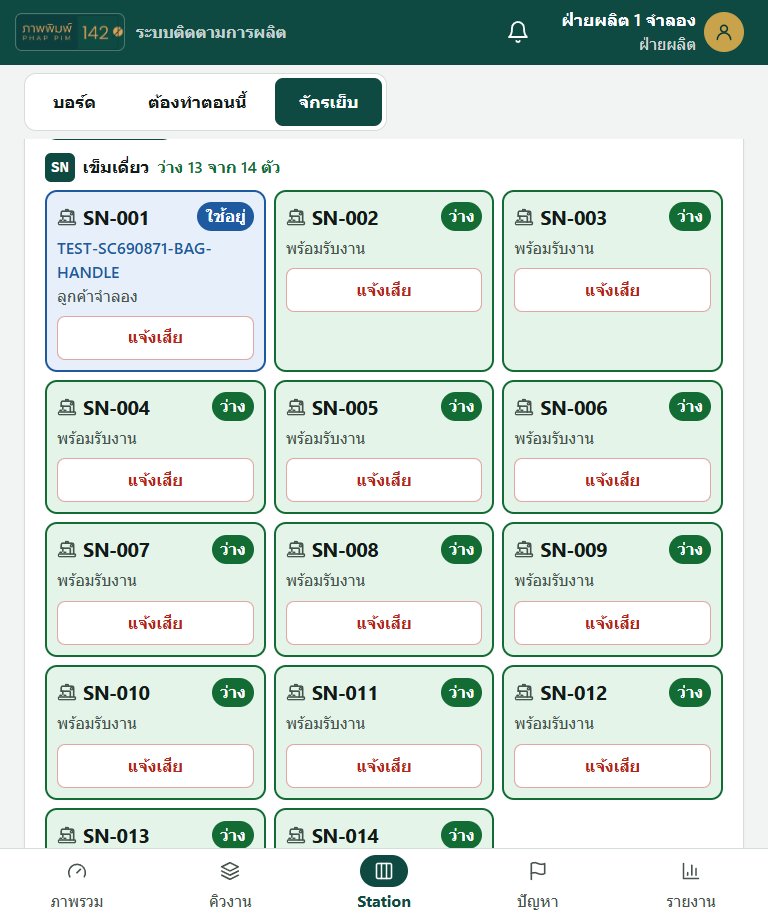 ภาพพิมพ์
PHAP PIM
142
ระบบติดตามการผลิต
ฝ่ายผลิต 1 จำลอง
ฝ่ายผลิต
บอร์ด
ต้องทำตอนนี้
จักรเย็บ
SN เข็มเดี่ยว ว่าง 13 จาก 14 ตัว
SN-001 ใช้อยู่
TEST-SC690871-BAG-
HANDLE
ลูกค้าจำลอง
แจ้งเสีย
SN-002 ว่าง
พร้อมรับงาน
แจ้งเสีย
SN-003 ว่าง
พร้อมรับงาน
แจ้งเสีย
SN-004 ว่าง
พร้อมรับงาน
แจ้งเสีย
SN-005 ว่าง
พร้อมรับงาน
แจ้งเสีย
SN-006 ว่าง
พร้อมรับงาน
แจ้งเสีย
SN-007 ว่าง
พร้อมรับงาน
แจ้งเสีย
SN-008 ว่าง
พร้อมรับงาน
แจ้งเสีย
SN-009 ว่าง
พร้อมรับงาน
แจ้งเสีย
SN-010 ว่าง
พร้อมรับงาน
แจ้งเสีย
SN-011 ว่าง
พร้อมรับงาน
แจ้งเสีย
SN-012 ว่าง
พร้อมรับงาน
แจ้งเสีย
SN-013 ว่าง
SN-014 ว่าง
ภาพรวม
คิวงาน
Station
ปัญหา
รายงาน